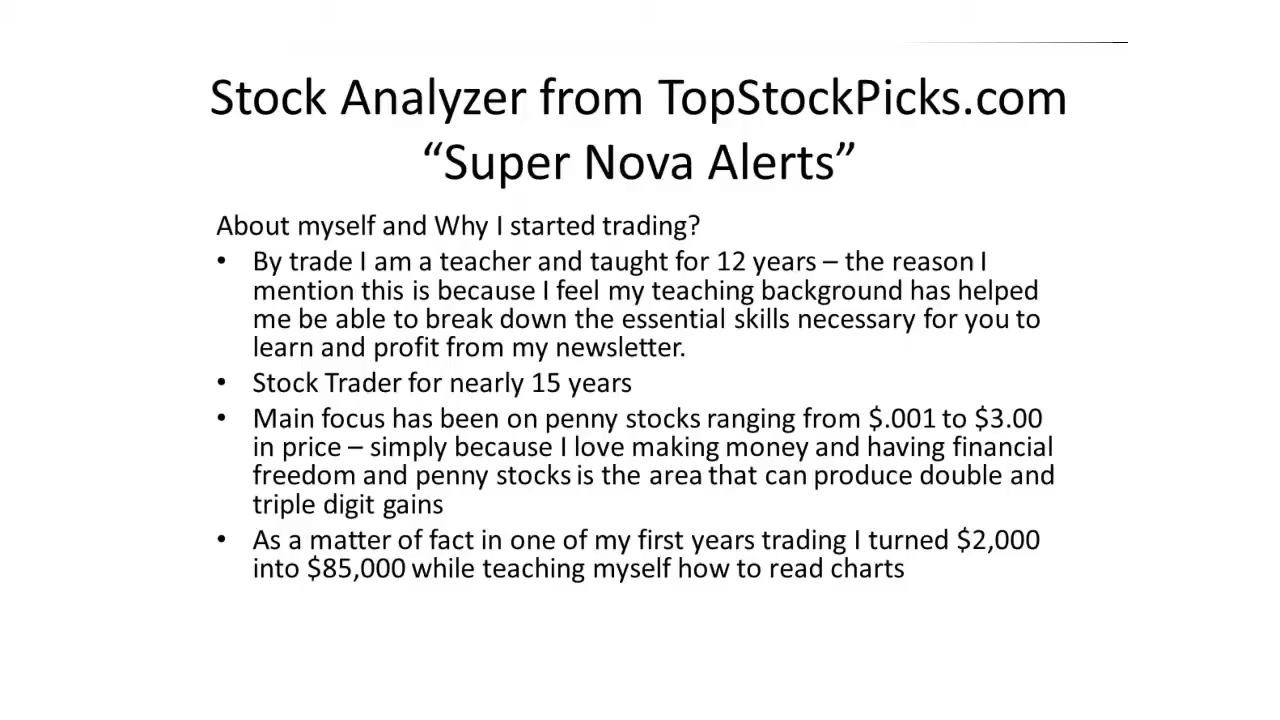 Stock Analyzer from TopStockPicks.com
“Super Nova Alerts”
About myself and Why I started trading?
• By trade I am a teacher and taught for 12 years – the reason I
mention this is because I feel my teaching background has helped
me be able to break down the essential skills necessary for you to
learn and profit from my newsletter.
• Stock Trader for nearly 15 years
• Main focus has been on penny stocks ranging from $.001 to $3.00
in price – simply because I love making money and having financial
freedom and penny stocks is the area that can produce double and
triple digit gains
• As a matter of fact in one of my first years trading I turned $2,000
into $85,000 while teaching myself how to read charts